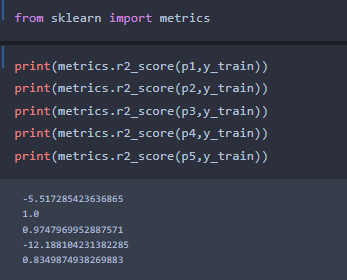 from sklearn import metrics
print(metrics.r2_score(p1,y_train))
print(metrics.r2_score(p2,y_train))
print(metrics.r2_score(p3,y_train))
print(metrics.r2_score(p4,y_train))
print(metrics.r2_score(p5,y_train))
-5.517285423636865
1.0
0.9747969952887571
-12.188104231382285
0.8349874938269883